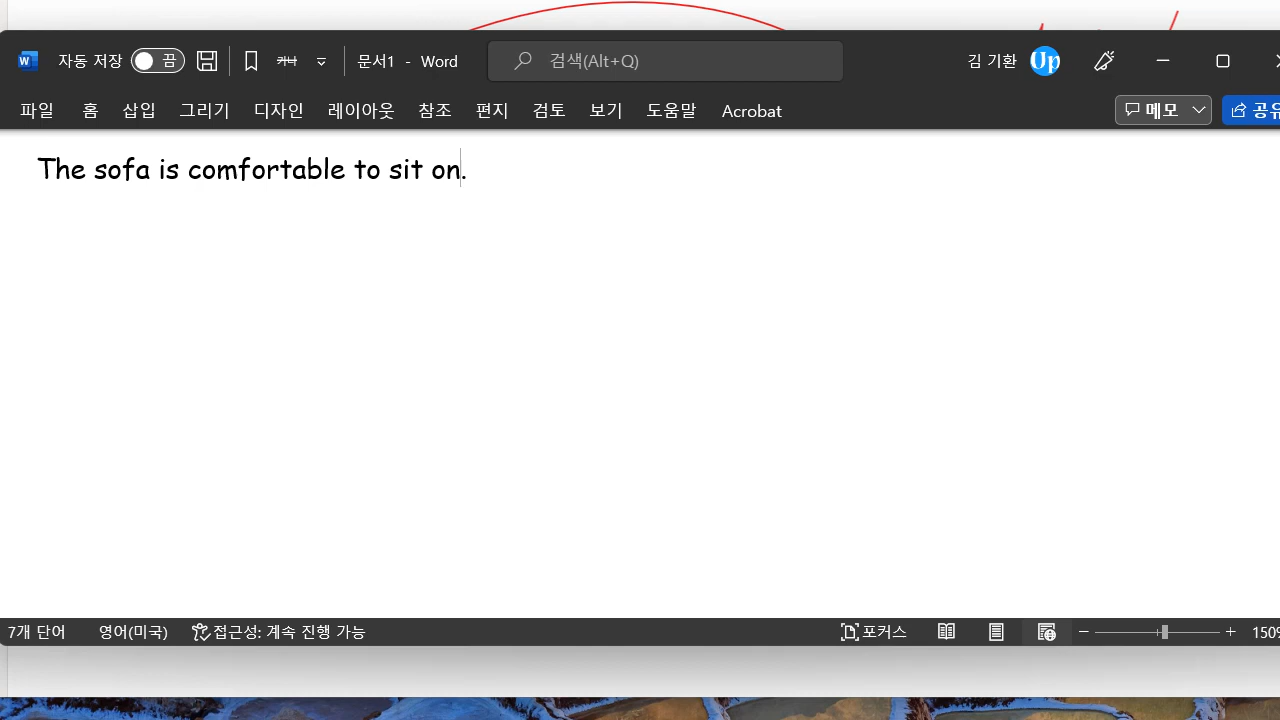 자동 저장 끔 가나 문서1 - Word 검색(Alt+Q) 김 기환 Up
파일 홈 삽입 그리기 디자인 레이아웃 참조 편지 검토 보기 도움말 Acrobat 메모 공유
The sofa is comfortable to sit on.
7개 단어 영어(미국) 접근성: 계속 진행 가능 포커스 150%